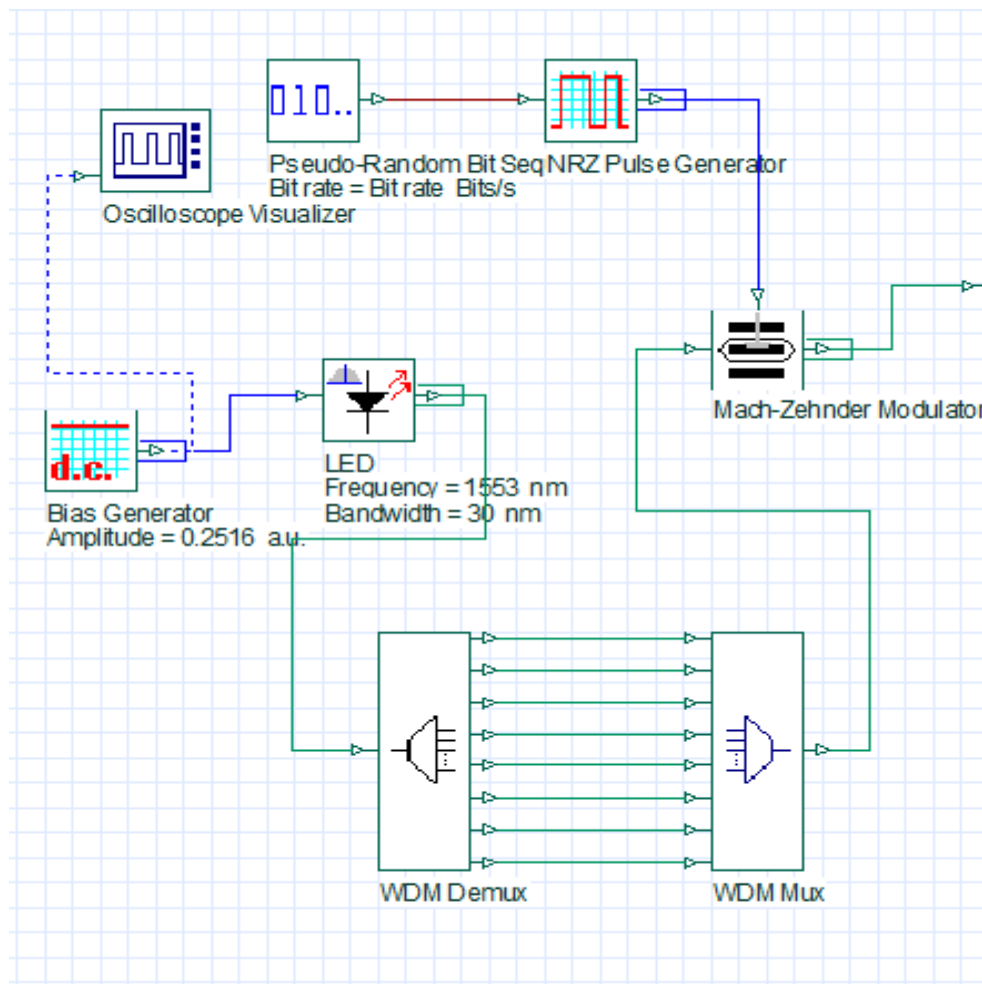 010..
Pseudo-Random Bit Seq NRZ Pulse Generator
Bit rate = Bit rate Bits/s
Oscilloscope Visualizer
Mach-Zehnder Modulator
d.c.
LED
Frequency = 1553 nm
Bandwidth = 30 nm
Bias Generator
Amplitude = 0.2516 a.u.
WDM Demux
WDM Mux